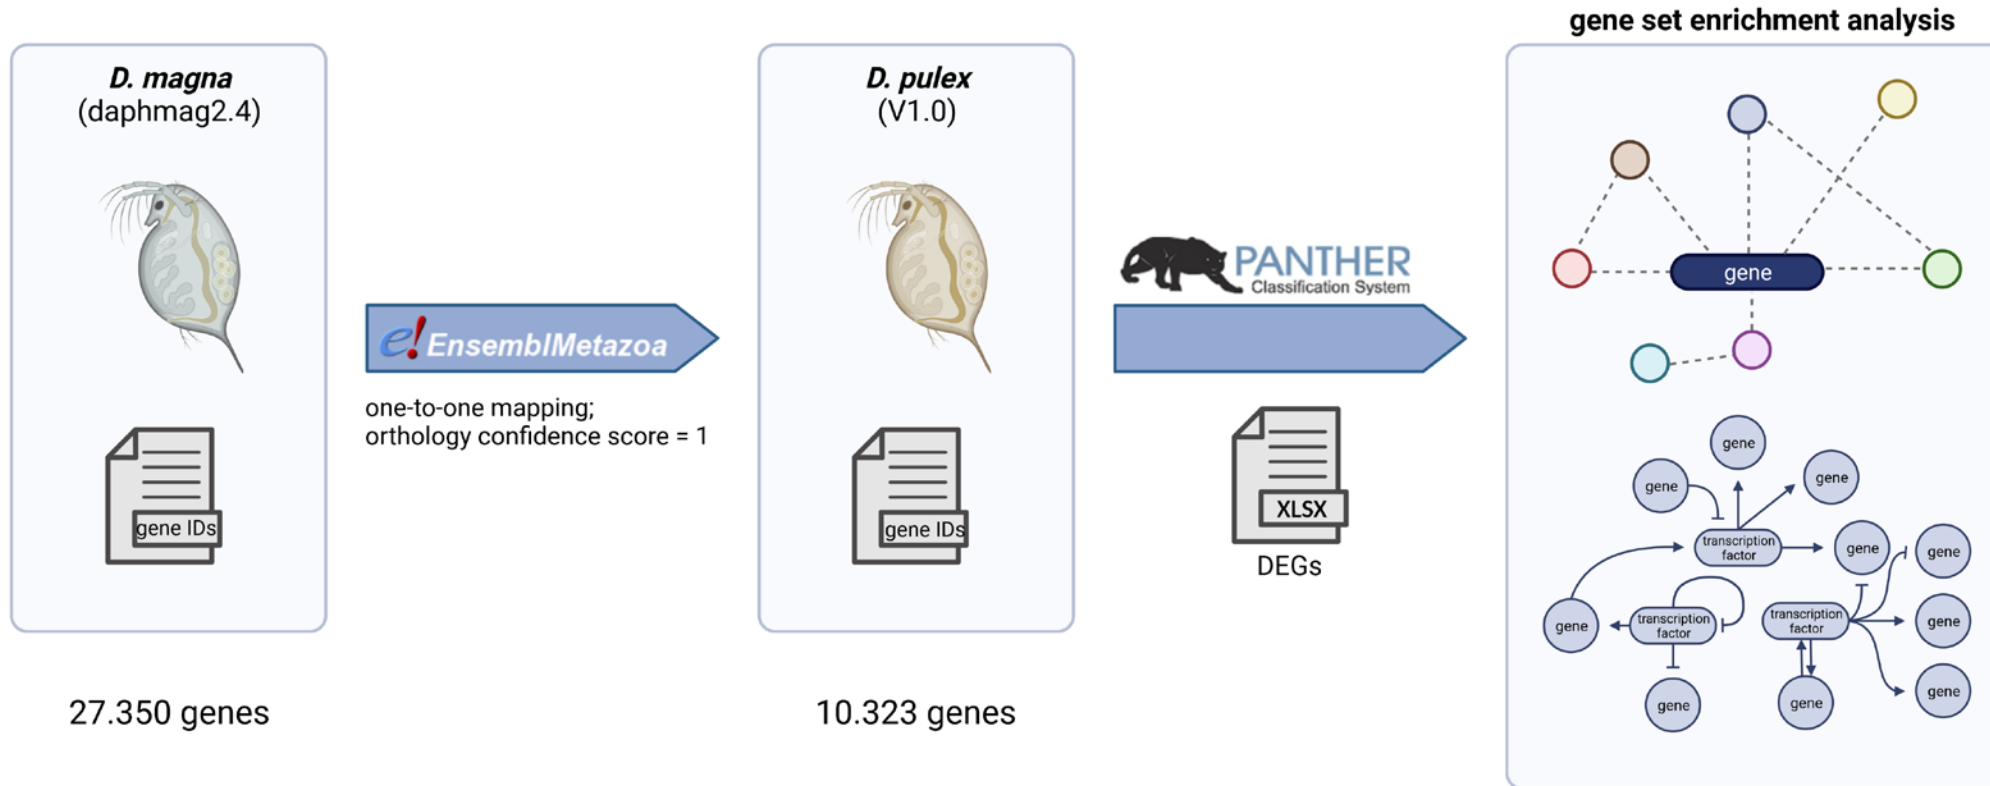 gene set enrichment analysis
D. magna
(daphmag2.4)
D. pulex
(V1.0)
e! EnsemblMetazoa
one-to-one mapping;
orthology confidence score = 1
PANTHER
Classification System
gene IDs
gene IDs
XLSX
DEGs
27.350 genes
10.323 genes
gene
gene
gene
gene
transcription
factor
gene
gene
gene
transcription
factor
transcription
factor
gene
gene
gene
gene